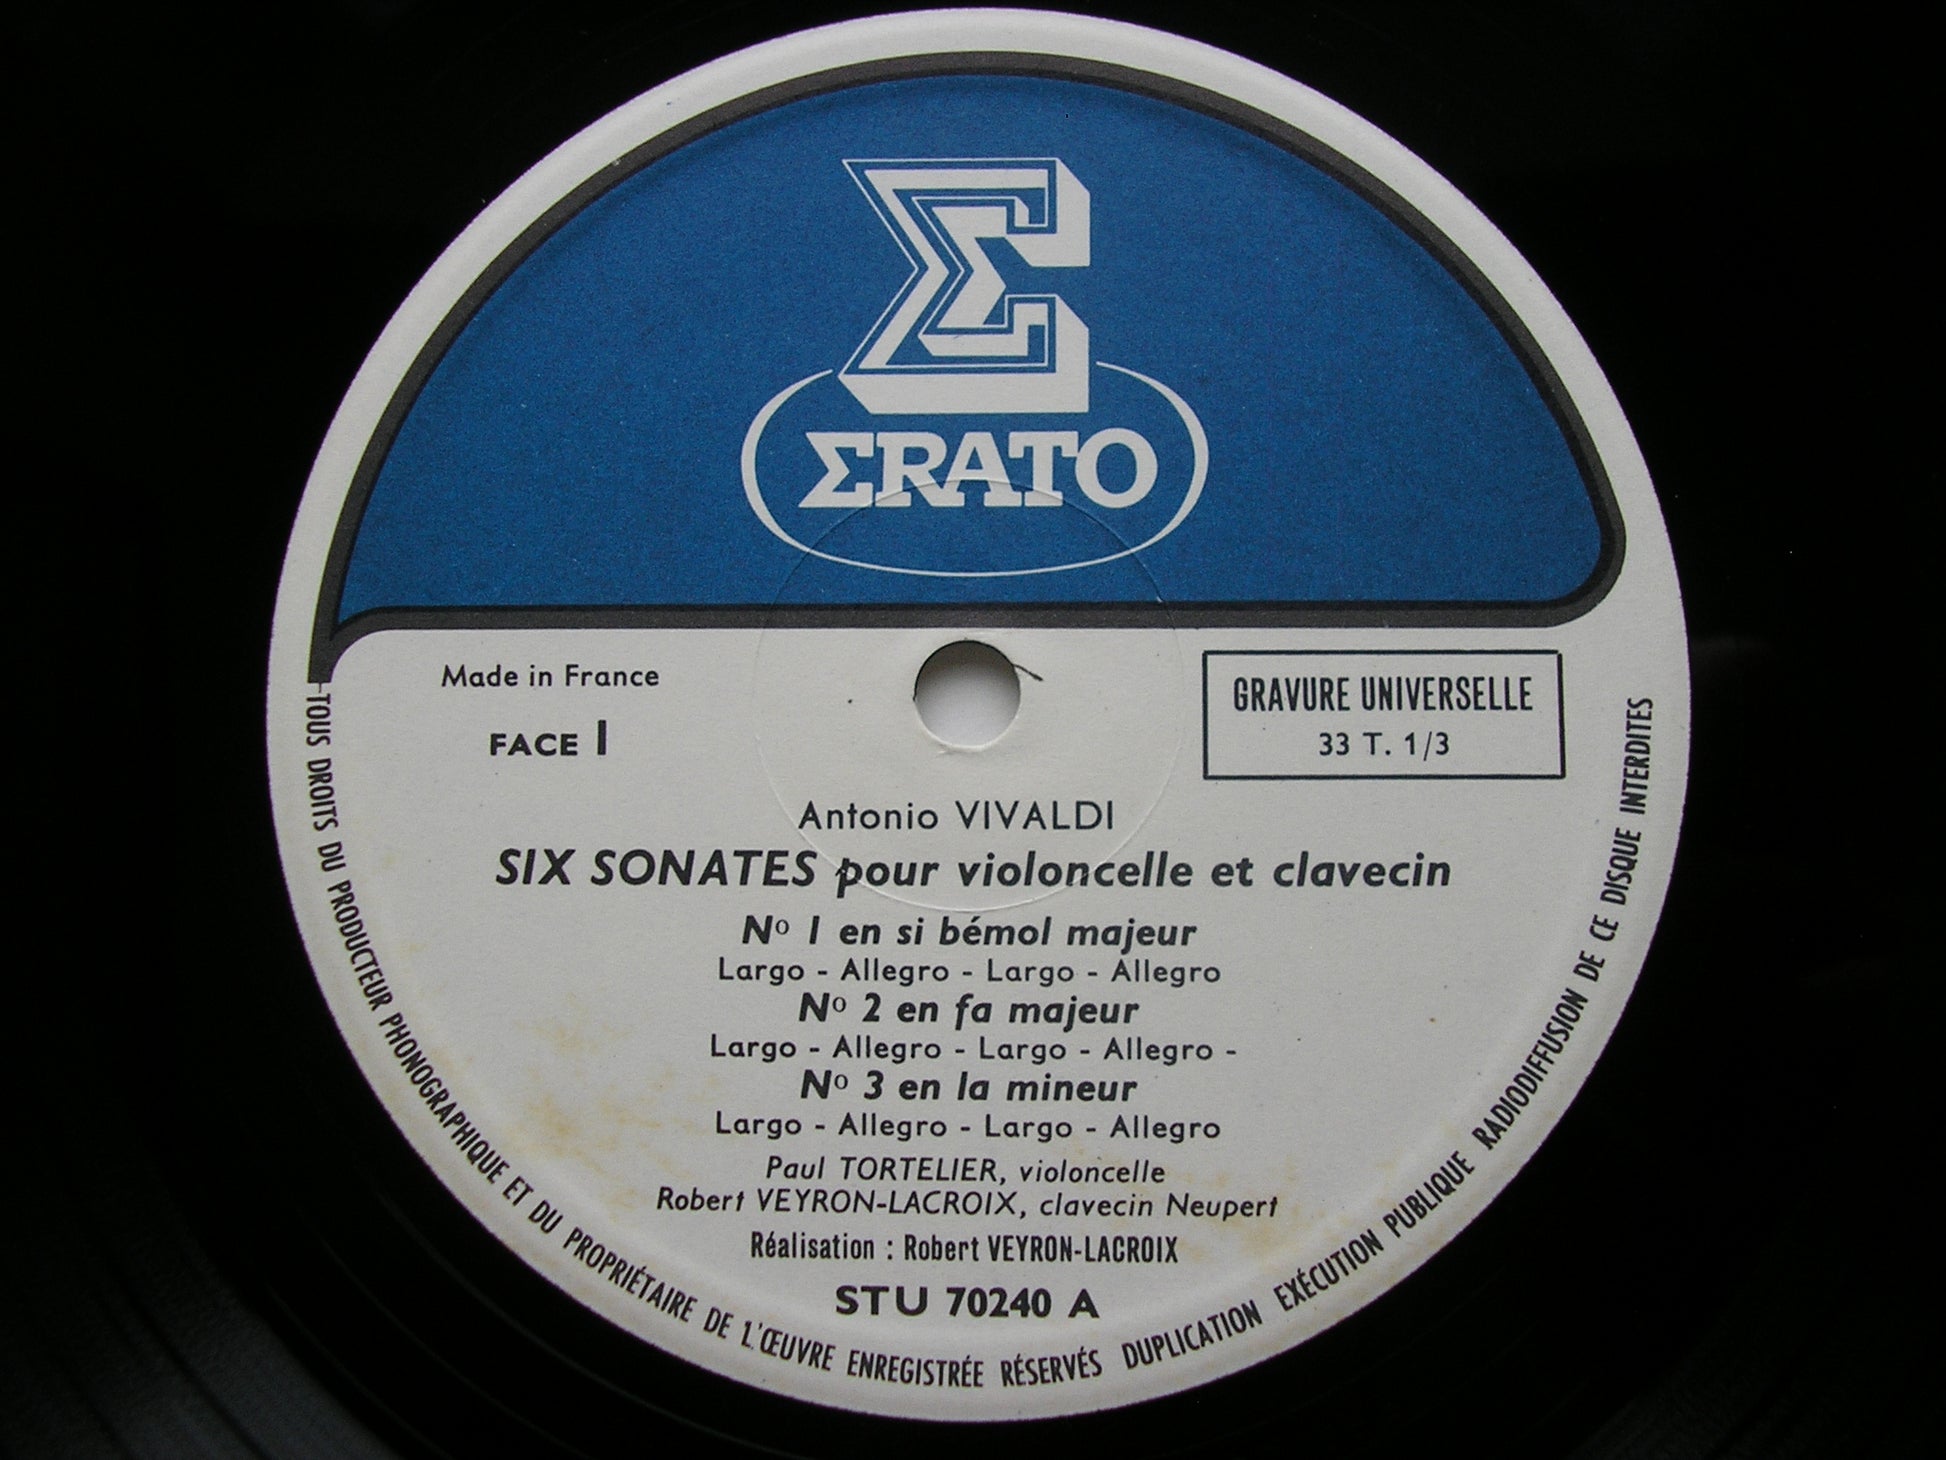 Σ
ΣRATO
Made in France
FACE 1
GRAVURE UNIVERSELLE
33 T. 1/3
Antonio VIVALDI
SIX SONATES pour violoncelle et clavecin
Nº 1 en si bémol majeur
Largo - Allegro - Largo - Allegro
Nº 2 en fa majeur
Largo - Allegro - Largo - Allegro -
Nº 3 en la mineur
Largo - Allegro - Largo - Allegro
Paul TORTELIER, violoncelle
Robert VEYRON-LACROIX, clavecin Neupert
Réalisation : Robert VEYRON-LACROIX
STU 70240 A
TOUS DROITS DU PRODUCTEUR PHONOGRAPHIQUE ET DU PROPRIÉTAIRE DE L'ŒUVRE ENREGISTRÉE RÉSERVÉS DUPLICATION EXÉCUTION PUBLIQUE RADIODIFFUSION DE CE DISQUE INTERDITES